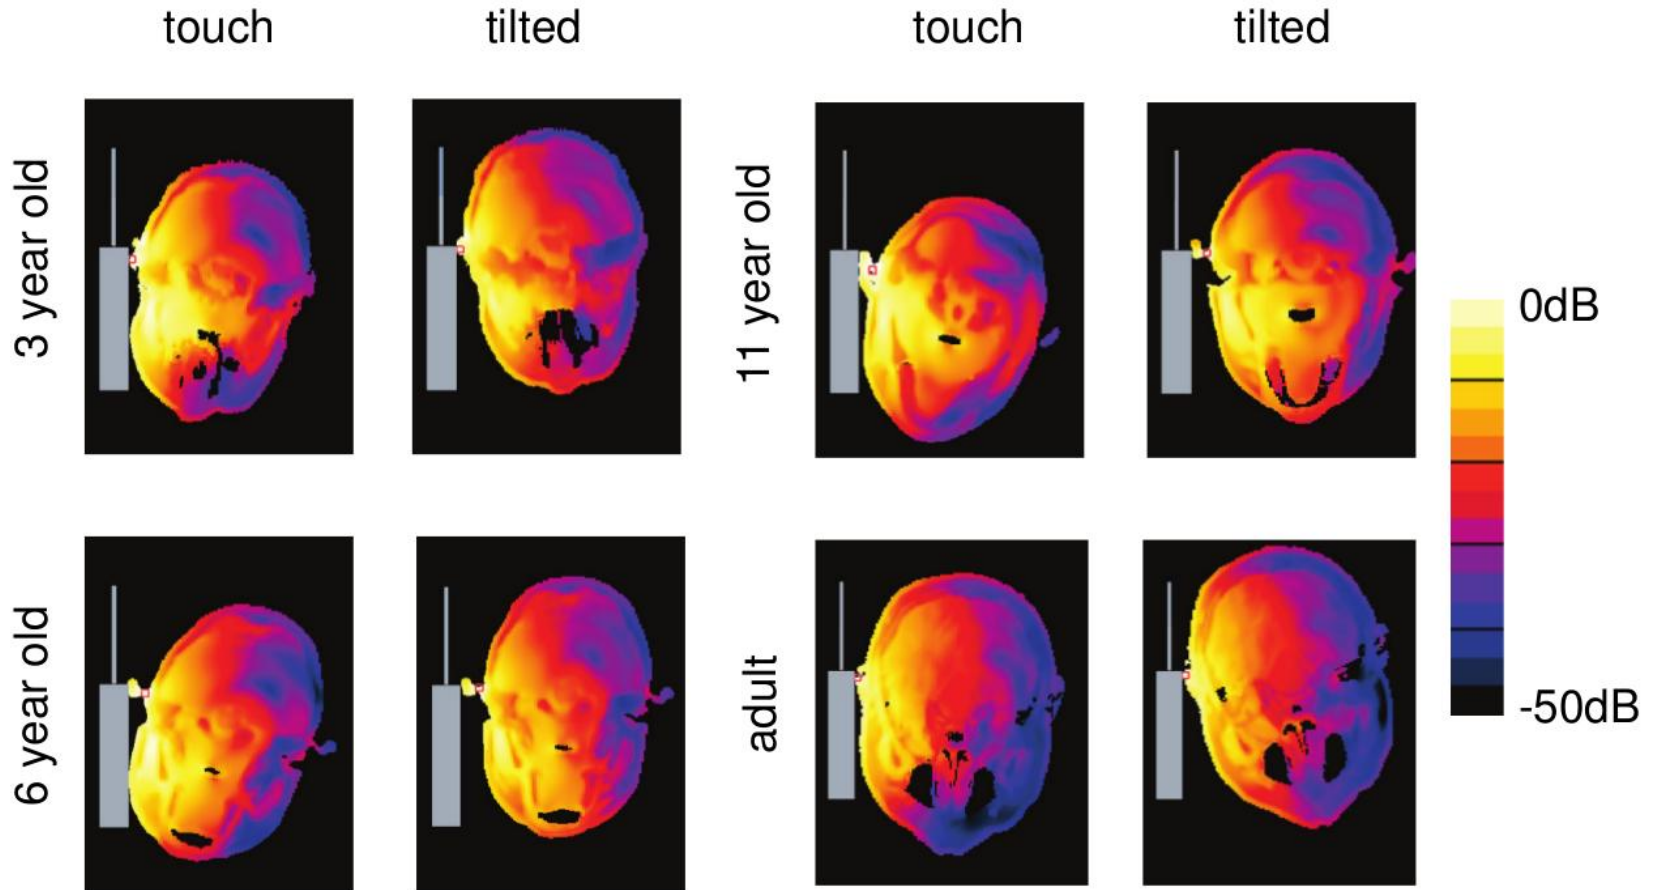 touch
tilted
touch
tilted
3 year old
11 year old
0dB
-50dB
6 year old
adult